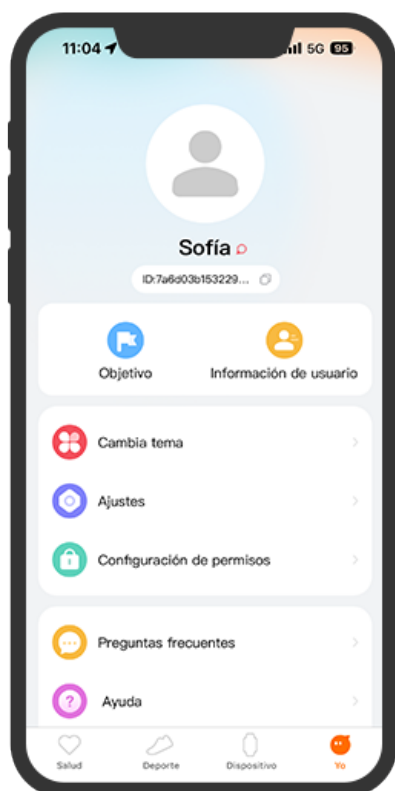 11:04
5G 95
Sofía
ID:7a6d03b153229...
Objetivo
Información de usuario
Cambia tema
Ajustes
Configuración de permisos
Preguntas frecuentes
Ayuda
Salud
Deporte
Dispositivo
Yo